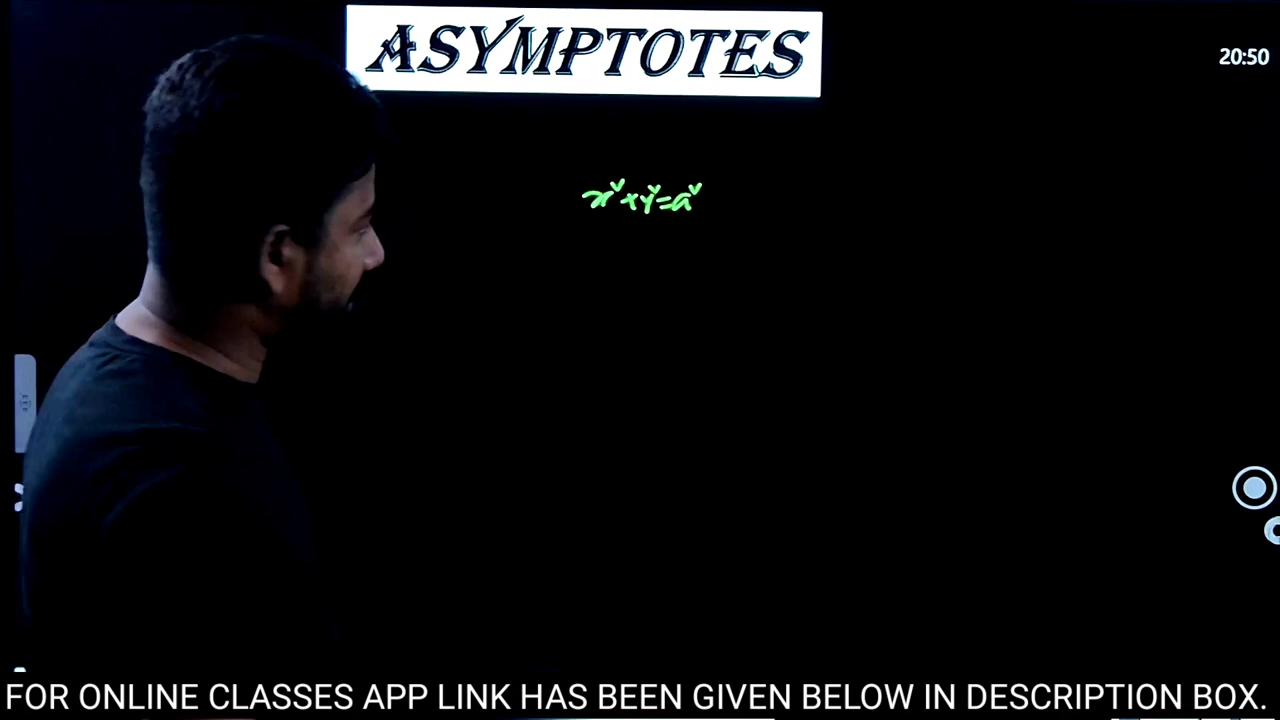 ASYMPTOTES
20:50
x²+y²=a²
FOR ONLINE CLASSES APP LINK HAS BEEN GIVEN BELOW IN DESCRIPTION BOX.